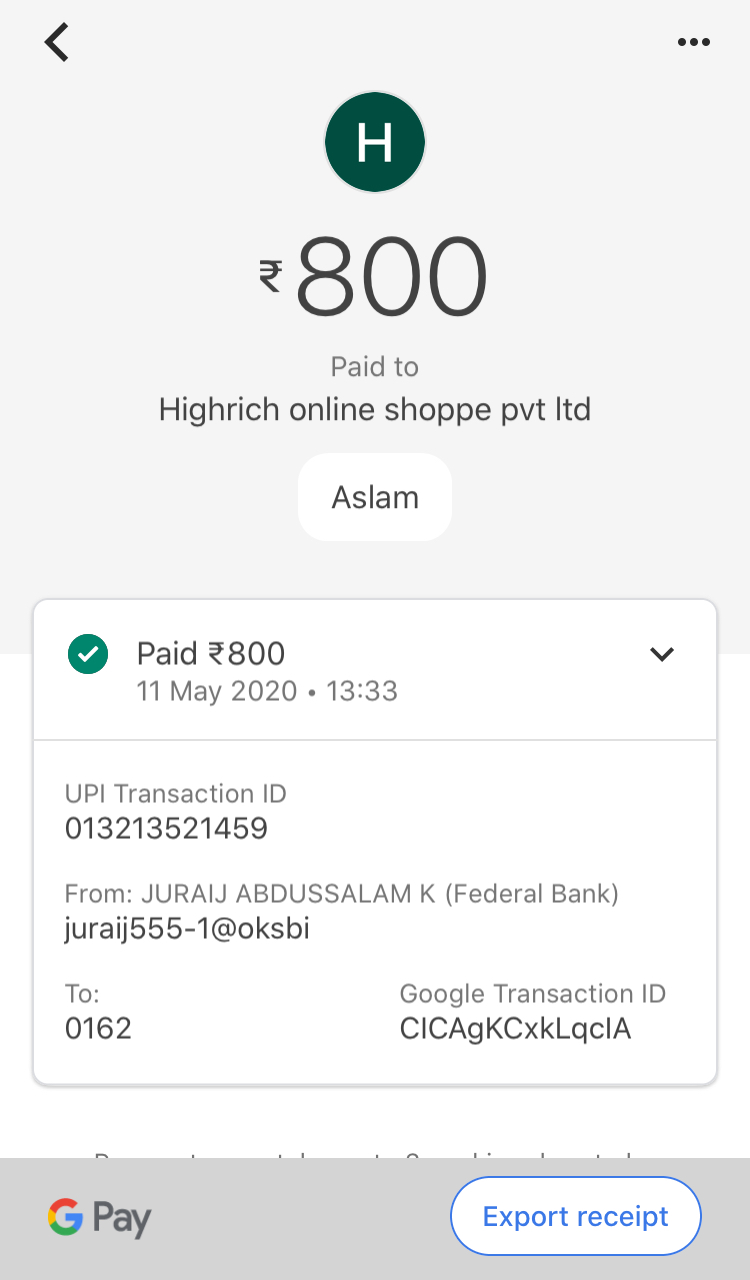 H
₹800
Paid to
Highrich online shoppe pvt ltd
Aslam
Paid ₹800
11 May 2020 • 13:33
UPI Transaction ID
013213521459
From: JURAIJ ABDUSSALAM K (Federal Bank)
juraij555-1@oksbi
To:
0162
Google Transaction ID
CICAgKCxkLqcIA
G Pay
Export receipt